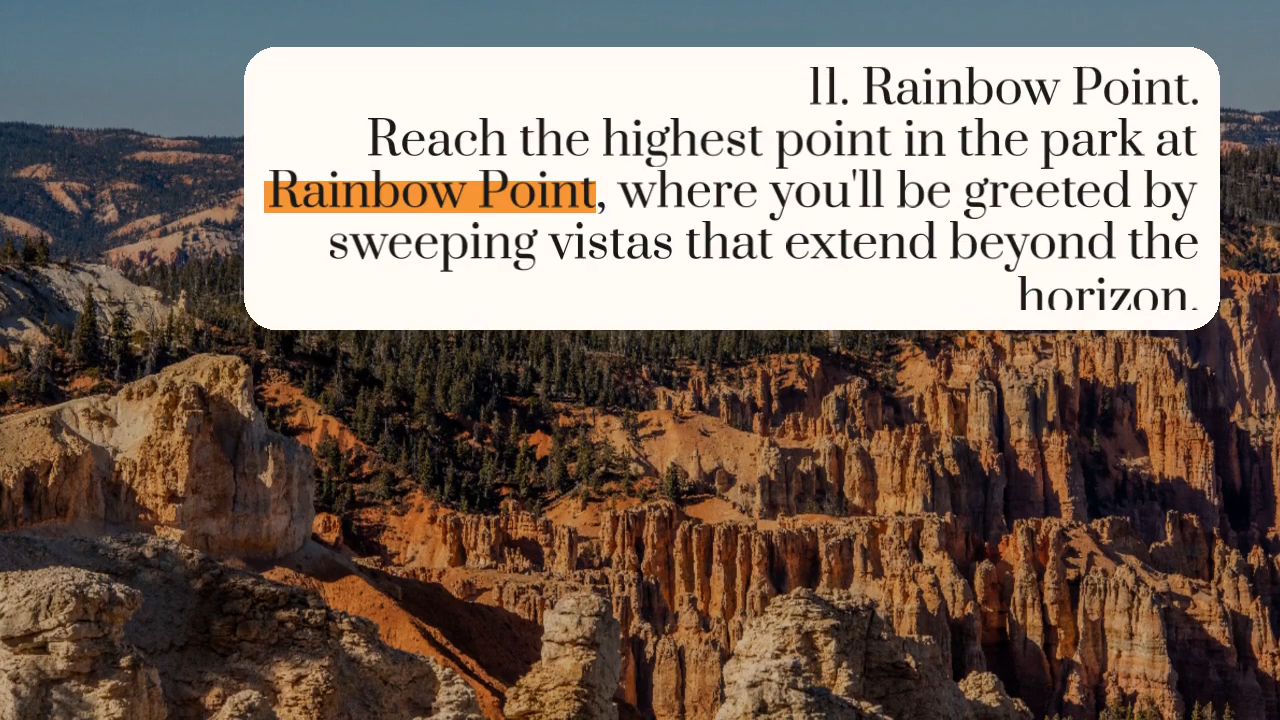 11. Rainbow Point.
Reach the highest point in the park at
Rainbow Point, where you'll be greeted by
sweeping vistas that extend beyond the
horizon.